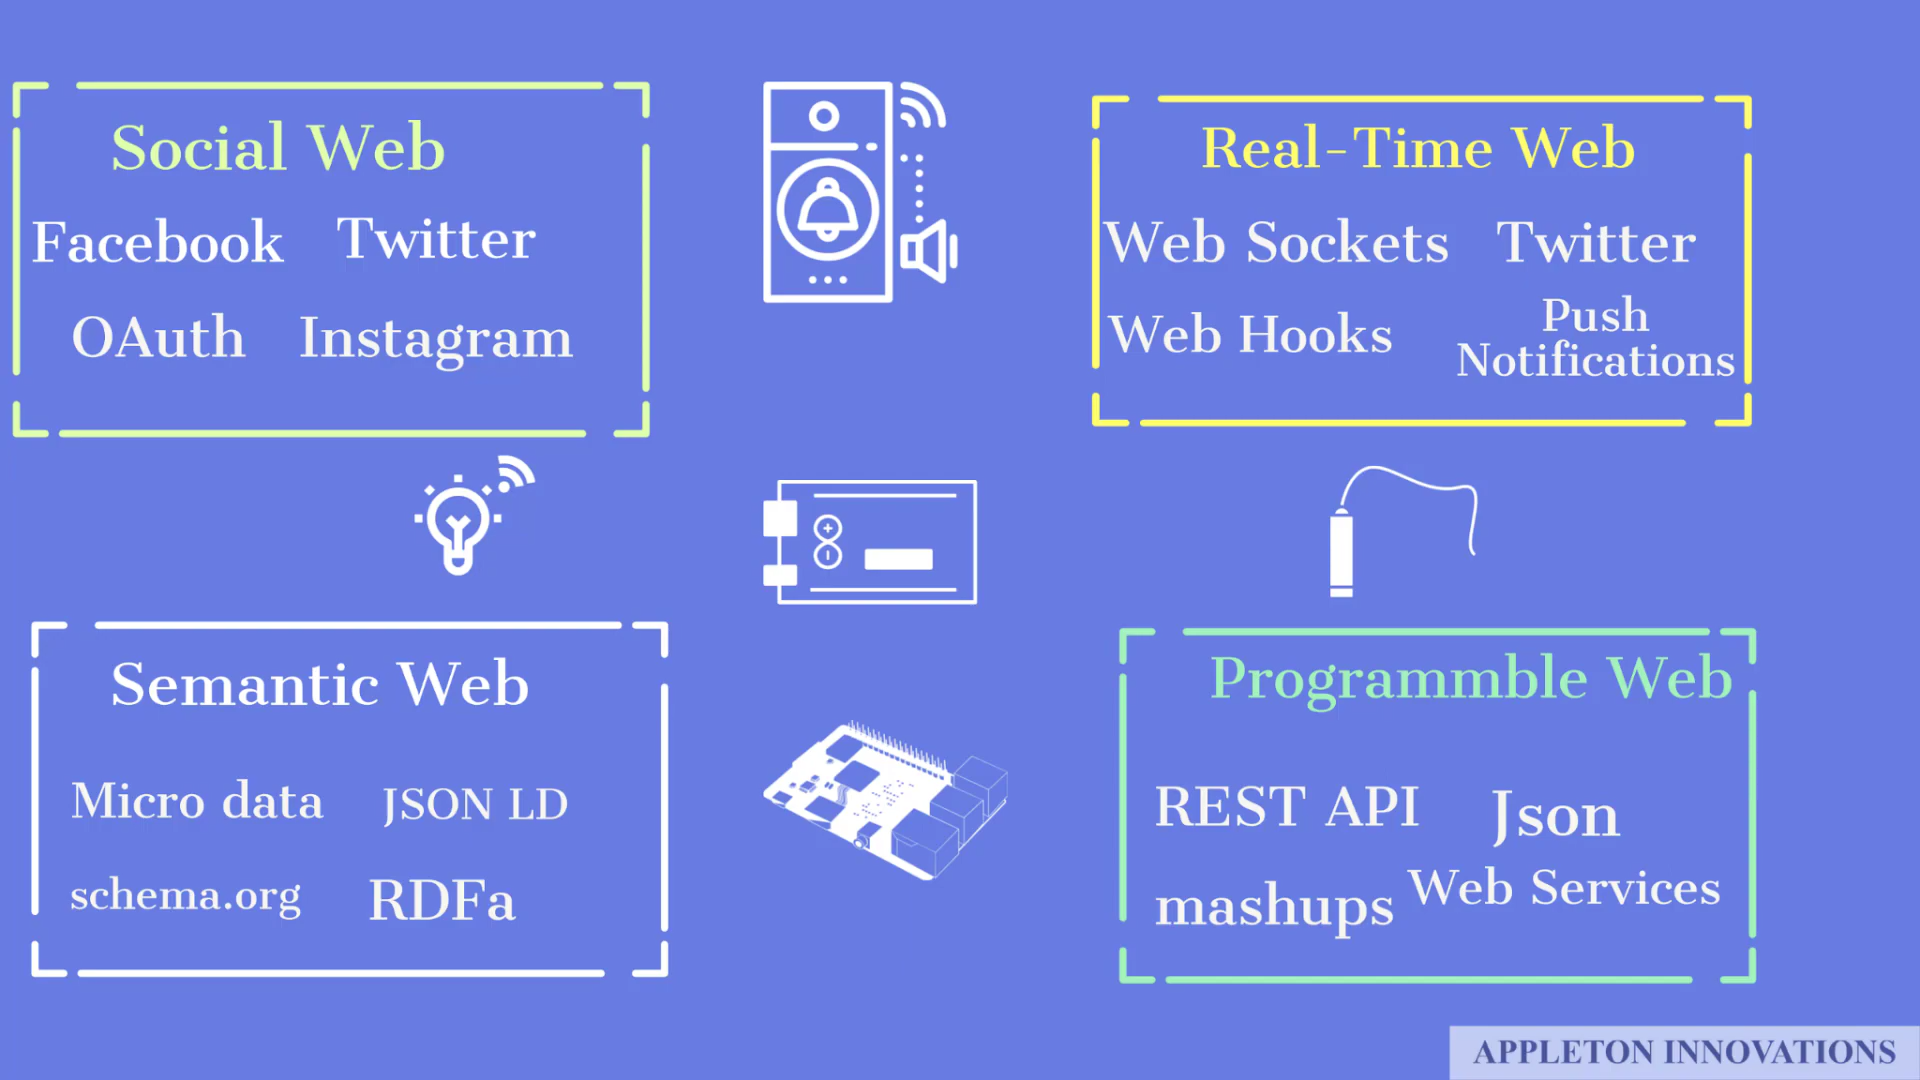 Social Web
Facebook Twitter
OAuth Instagram
Real-Time Web
Web Sockets Twitter
Web Hooks Push
Notifications
Semantic Web
Micro data JSON LD
schema.org RDFa
Programmble Web
REST API Json
mashups Web Services
APPLETON INNOVATIONS